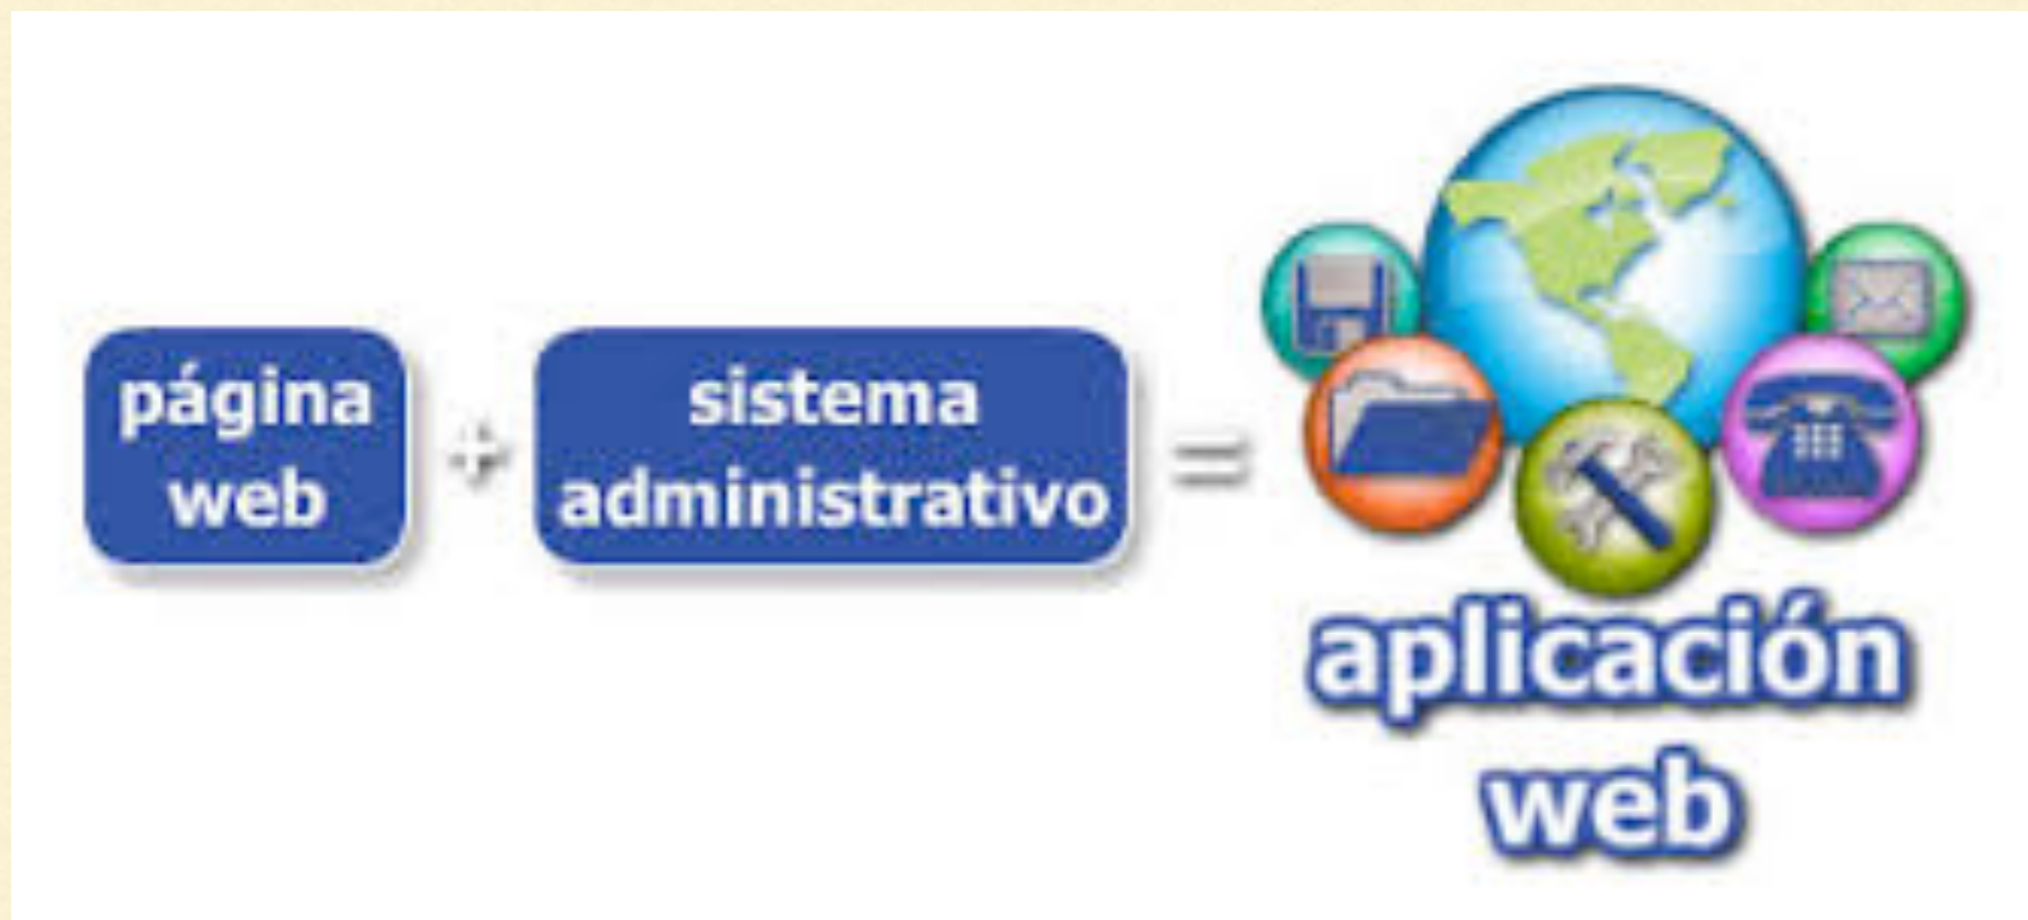 página
web
+
sistema
administrativo
=
aplicación
web